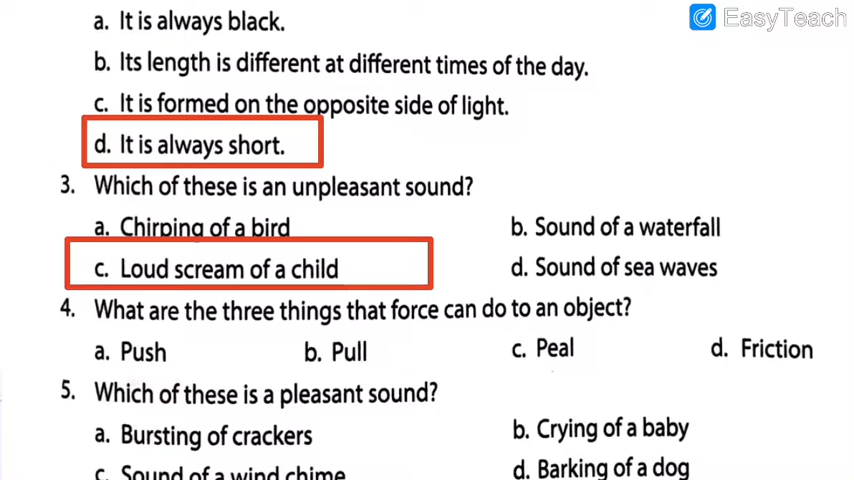 EasyTeach
a. It is always black.
b. Its length is different at different times of the day.
c. It is formed on the opposite side of light.
d. It is always short.
3. Which of these is an unpleasant sound?
a. Chirping of a bird b. Sound of a waterfall
c. Loud scream of a child d. Sound of sea waves
4. What are the three things that force can do to an object?
a. Push b. Pull c. Peal d. Friction
5. Which of these is a pleasant sound?
a. Bursting of crackers b. Crying of a baby
c. Sound of a wind chime d. Barking of a dog